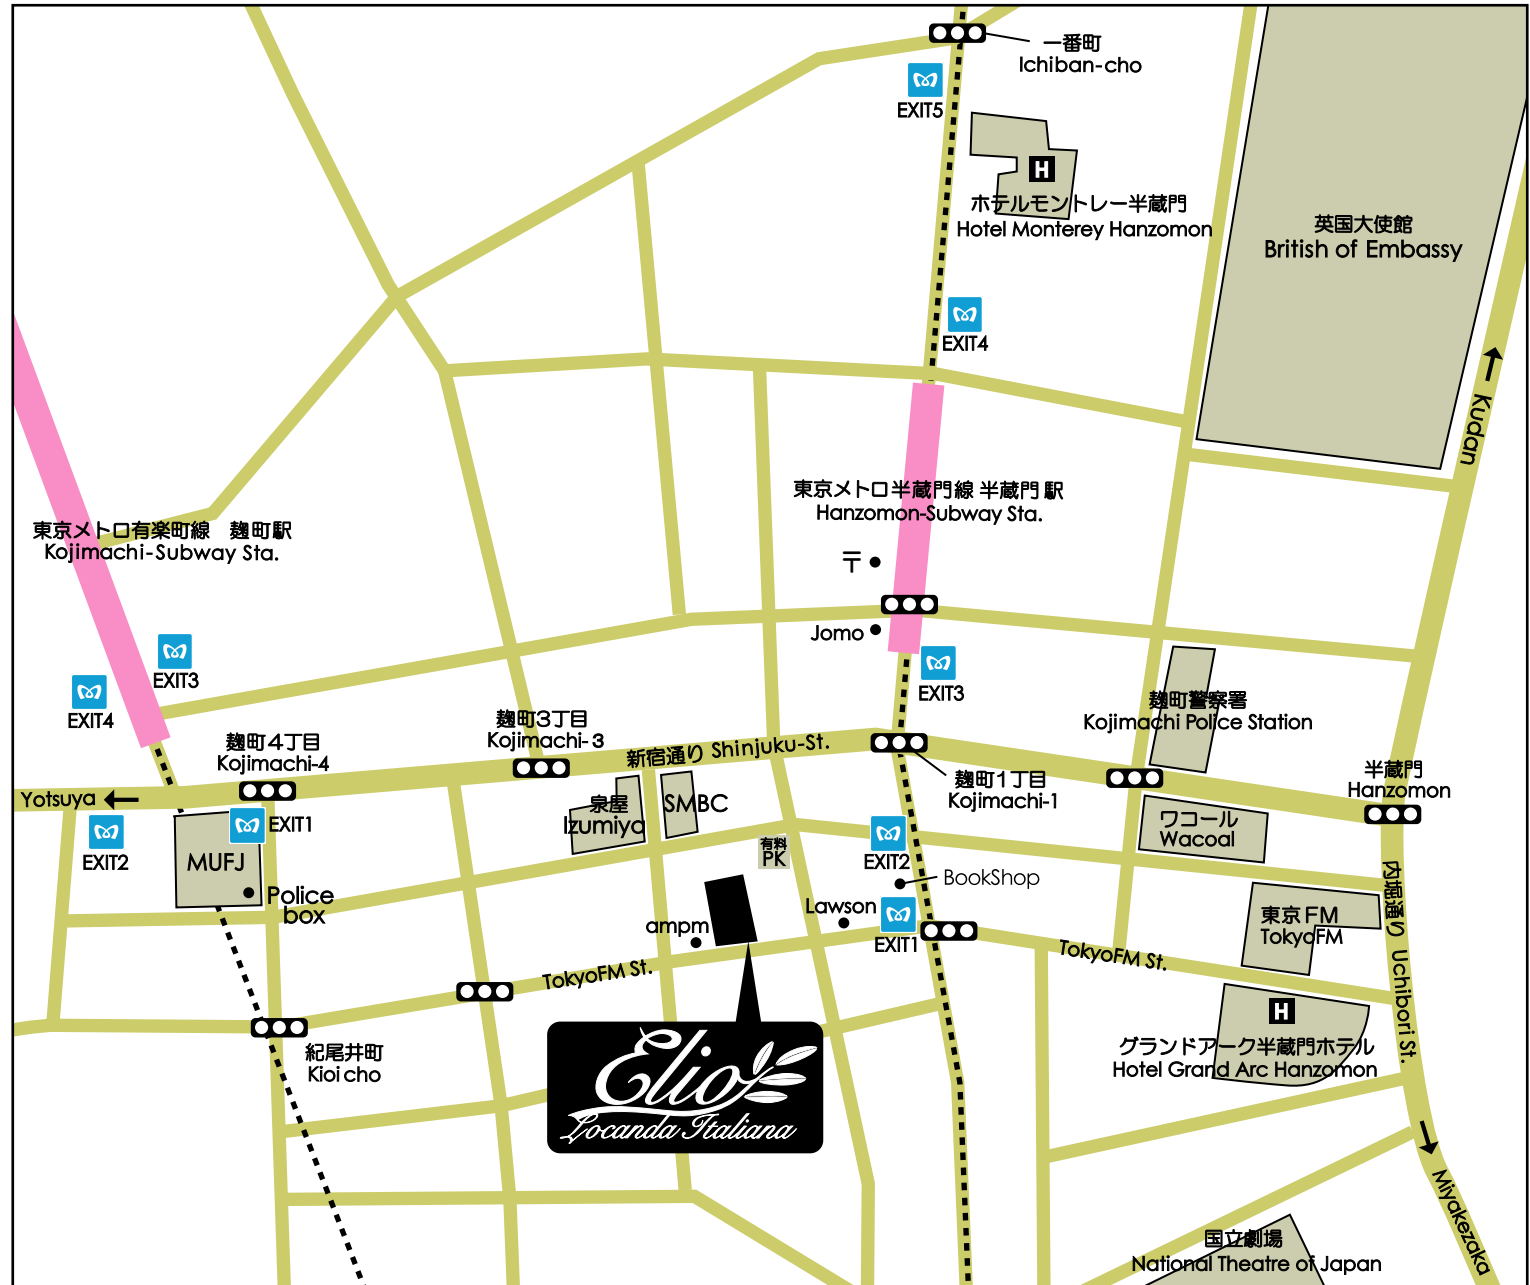 一番町
Ichiban-cho
EXIT5
ホテルモントレー半蔵門
Hotel Monterey Hanzomon
英国大使館
British of Embassy
EXIT4
Kudan
東京メトロ半蔵門線 半蔵門駅
Hanzomon-Subway Sta.
東京メトロ有楽町線 麹町駅
Kojimachi-Subway Sta.
〒
Jomo
EXIT3
EXIT3
EXIT4
麹町警察署
Kojimachi Police Station
麹町3丁目
Kojimachi-3
麹町4丁目
Kojimachi-4
新宿通り Shinjuku-St.
麹町1丁目
Kojimachi-1
半蔵門
Hanzomon
Yotsuya
泉屋
Izumiya
SMBC
ワコール
Wacoal
EXIT1
EXIT2
MUFJ
有料
PK
EXIT2
BookShop
Police
box
Lawson
ampm
EXIT1
内堀通り Uchibori St.
東京FM
TokyoFM
TokyoFM St.
TokyoFM St.
紀尾井町
Kioi cho
グランドアーク半蔵門ホテル
Hotel Grand Arc Hanzomon
H
H
Elio
Locanda Italiana
Miyakezaka
国立劇場
National Theatre of Japan